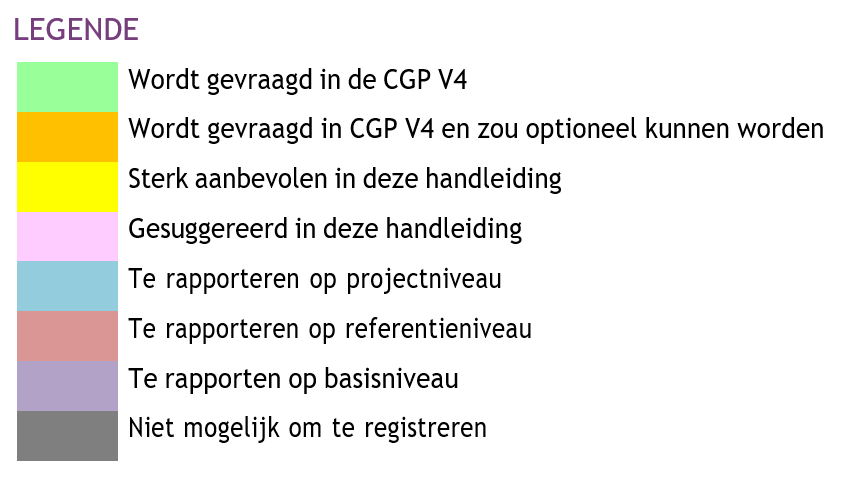 LEGENDE
Wordt gevraagd in de CGP V4
Wordt gevraagd in CGP V4 en zou optioneel kunnen worden
Sterk aanbevolen in deze handleiding
Gesuggereerd in deze handleiding
Te rapporteren op projectniveau
Te rapporteren op referentieniveau
Te rapporten op basisniveau
Niet mogelijk om te registreren